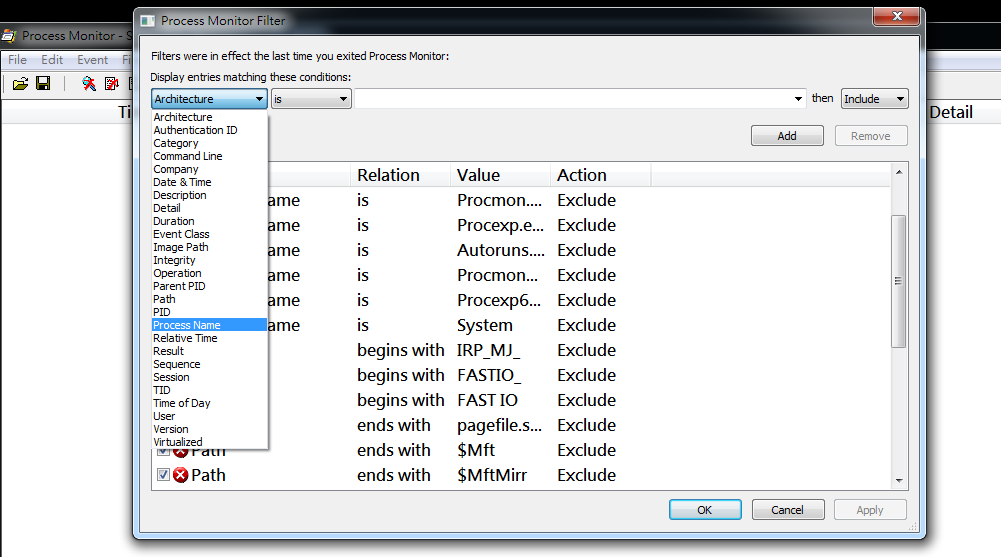 Process Monitor Filter
Process Monitor - S
File Edit Event Fi
Filters were in effect the last time you exited Process Monitor:
Display entries matching these conditions:
Architecture is then Include
Add Remove
Ti Detail
Architecture
Authentication ID
Category
Command Line
Company
Date & Time
Description
Detail
Duration
Event Class
Image Path
Integrity
Operation
Parent PID
Path
PID
Process Name
Relative Time
Result
Sequence
Session
TID
Time of Day
User
Version
Virtualized
Relation Value Action
ame is Procmon.... Exclude
ame is Procexp.e... Exclude
ame is Autoruns.... Exclude
ame is Procmon... Exclude
ame is Procexp6... Exclude
ame is System Exclude
begins with IRP_MJ_ Exclude
begins with FASTIO_ Exclude
begins with FAST IO Exclude
ends with pagefile.s... Exclude
Path ends with $Mft Exclude
Path ends with $MftMirr Exclude
OK Cancel Apply